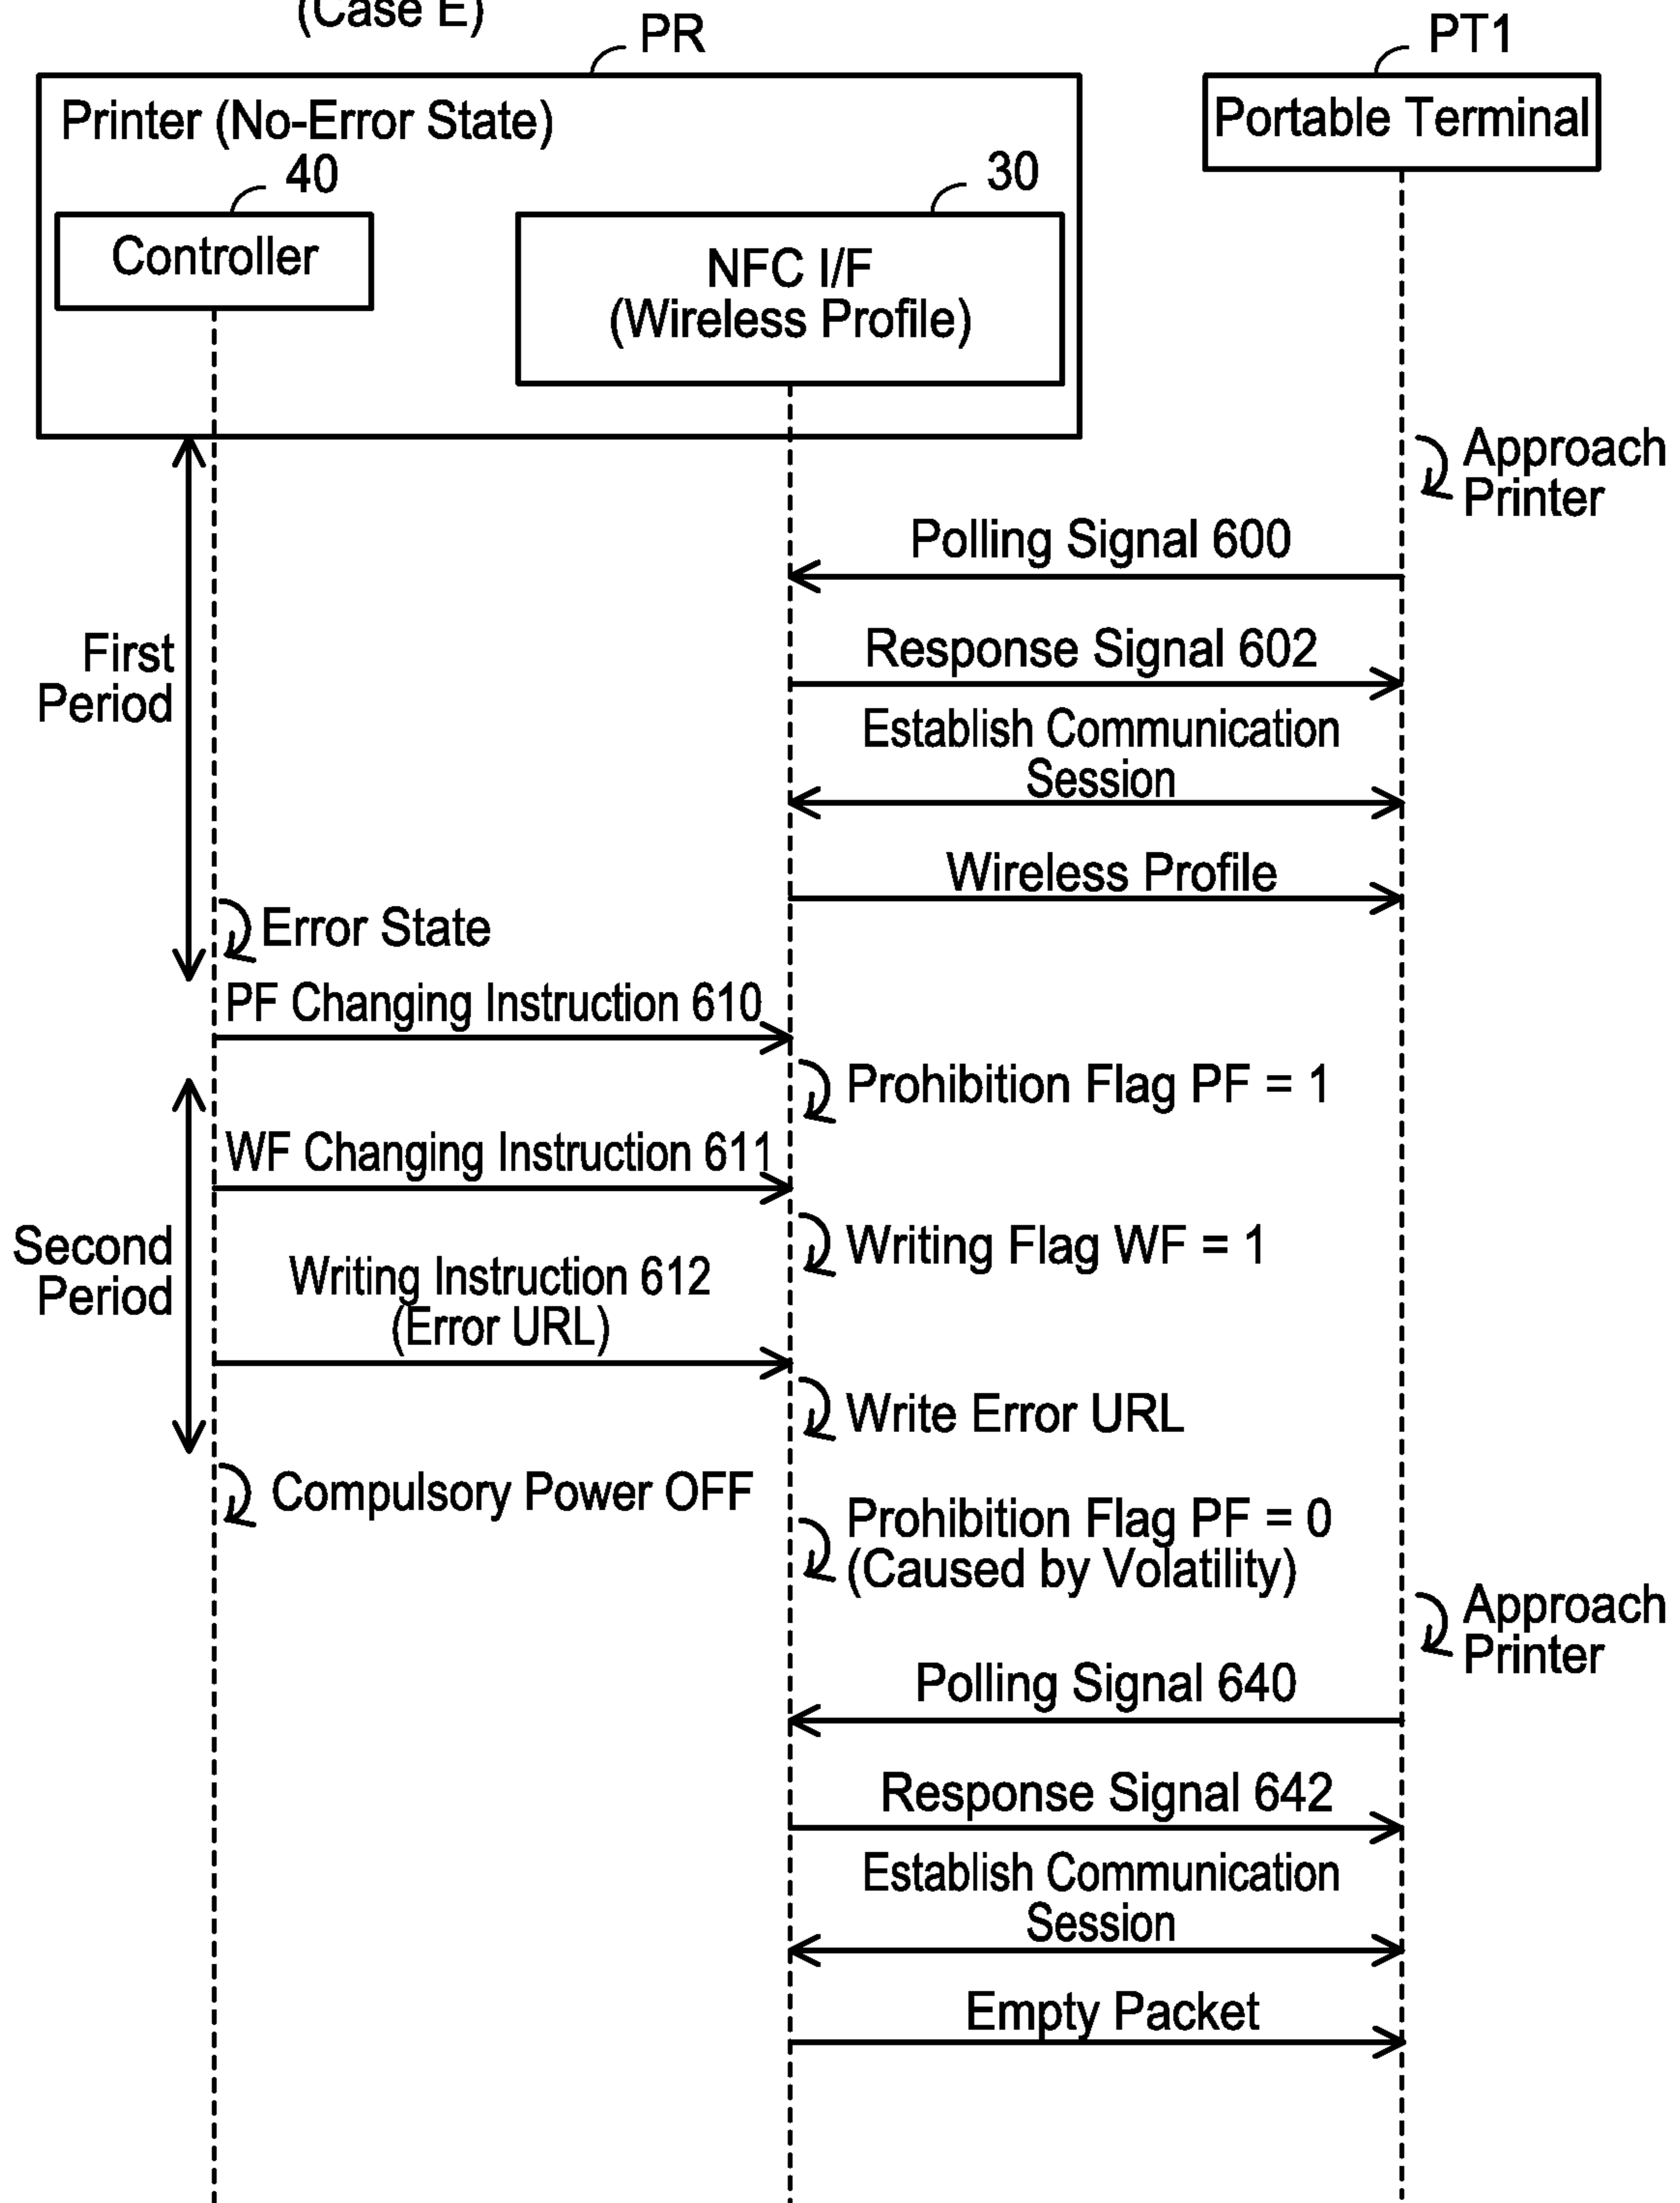 (Case E)
PR
PT1
Printer (No-Error State)
Portable Terminal
40
30
Controller
NFC I/F
(Wireless Profile)
Approach
Printer
Polling Signal 600
Response Signal 602
First
Period
Establish Communication
Session
Wireless Profile
Error State
PF Changing Instruction 610
Prohibition Flag PF = 1
WF Changing Instruction 611
Second
Period
Writing Flag WF = 1
Writing Instruction 612
(Error URL)
Write Error URL
Compulsory Power OFF
Prohibition Flag PF = 0
(Caused by Volatility)
Approach
Printer
Polling Signal 640
Response Signal 642
Establish Communication
Session
Empty Packet